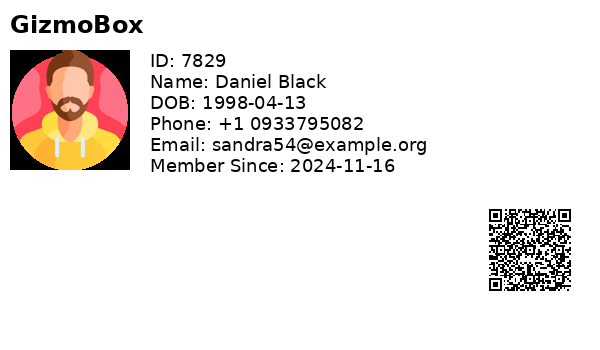 GizmoBox
ID: 7829
Name: Daniel Black
DOB: 1998-04-13
Phone: +1 0933795082
Email: sandra54@example.org
Member Since: 2024-11-16